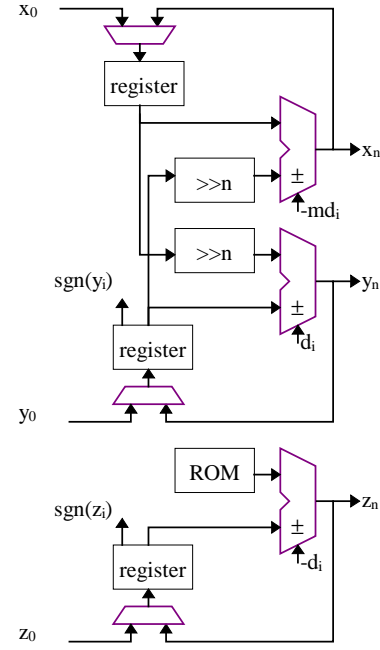 x0
register
xn
>>n
±
-mdi
>>n
sgn(yi)
yn
±
register
di
y0
ROM
sgn(zi)
zn
±
register
-di
z0